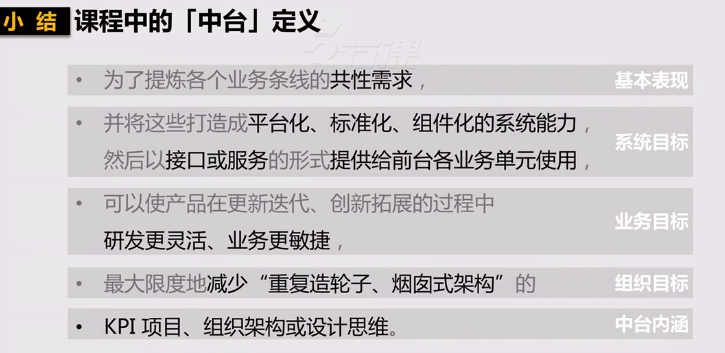 小 结 课程中的「中台」定义
3节课
• 为了提炼各个业务条线的共性需求， 基本表现
• 并将这些打造成平台化、标准化、组件化的系统能力，
然后以接口或服务的形式提供给前台各业务单元使用， 系统目标
• 可以使产品在更新迭代、创新拓展的过程中
研发更灵活、业务更敏捷， 业务目标
• 最大限度地减少“重复造轮子、烟囱式架构”的 组织目标
• KPI 项目、组织架构或设计思维。 中台内涵